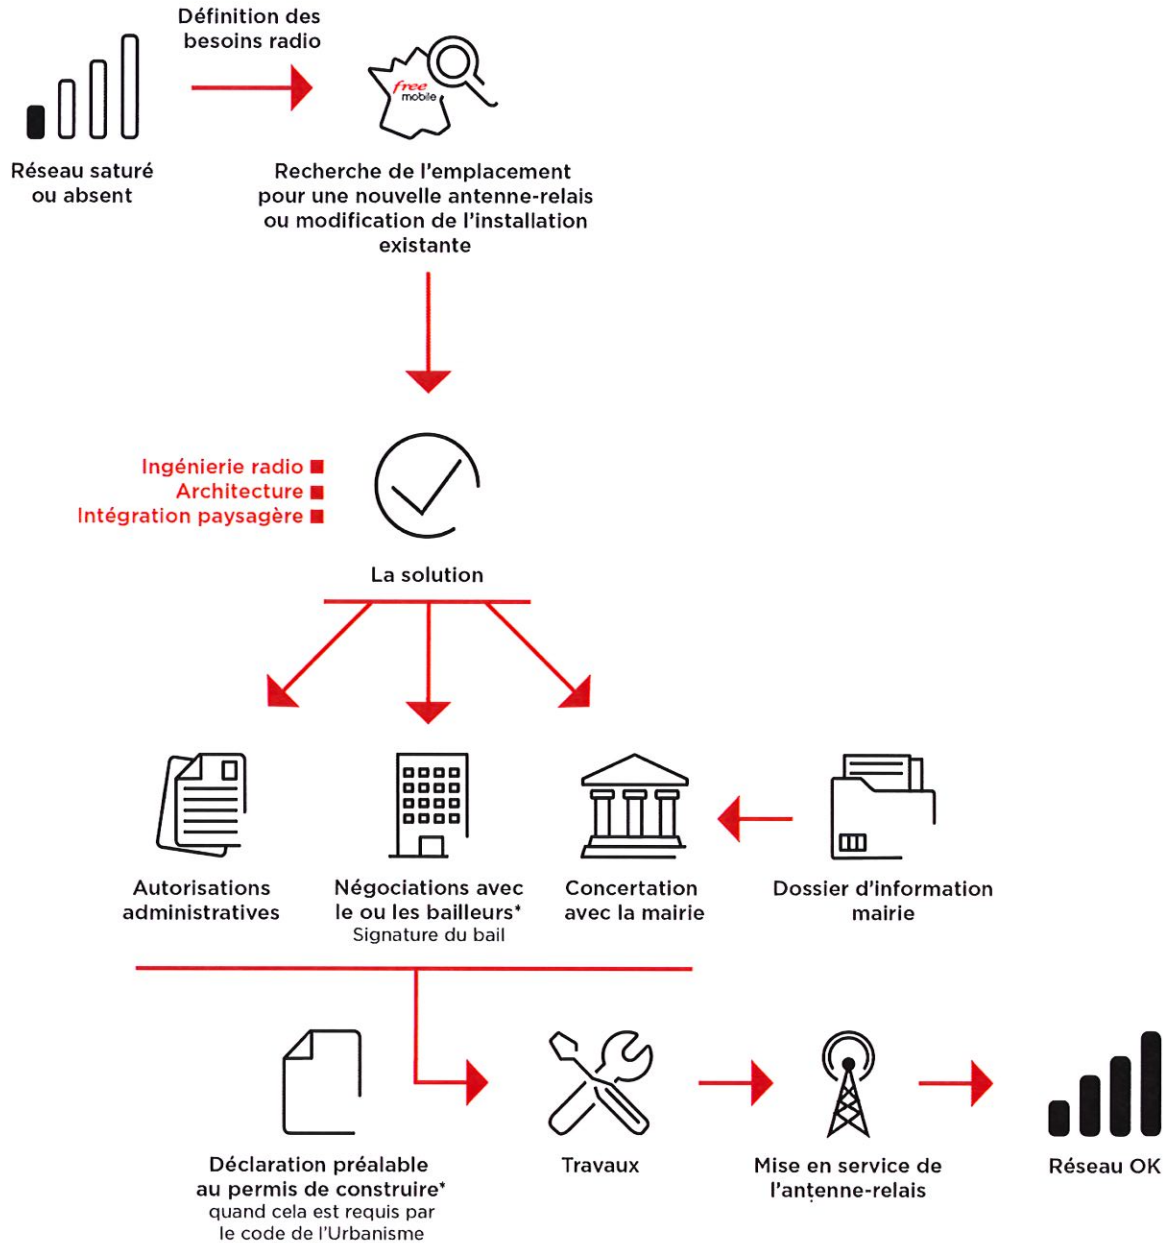 Définition des
besoins radio
free
mobile
Réseau saturé
ou absent
Recherche de l'emplacement
pour une nouvelle antenne-relais
ou modification de l'installation
existante
Ingénierie radio
Architecture
Intégration paysagère
La solution
Autorisations
administratives
Négociations avec
le ou les bailleurs*
Signature du bail
Concertation
avec la mairie
Dossier d'information
mairie
Déclaration préalable
au permis de construire*
quand cela est requis par
le code de l'Urbanisme
Travaux
Mise en service de
l'antenne-relais
Réseau OK